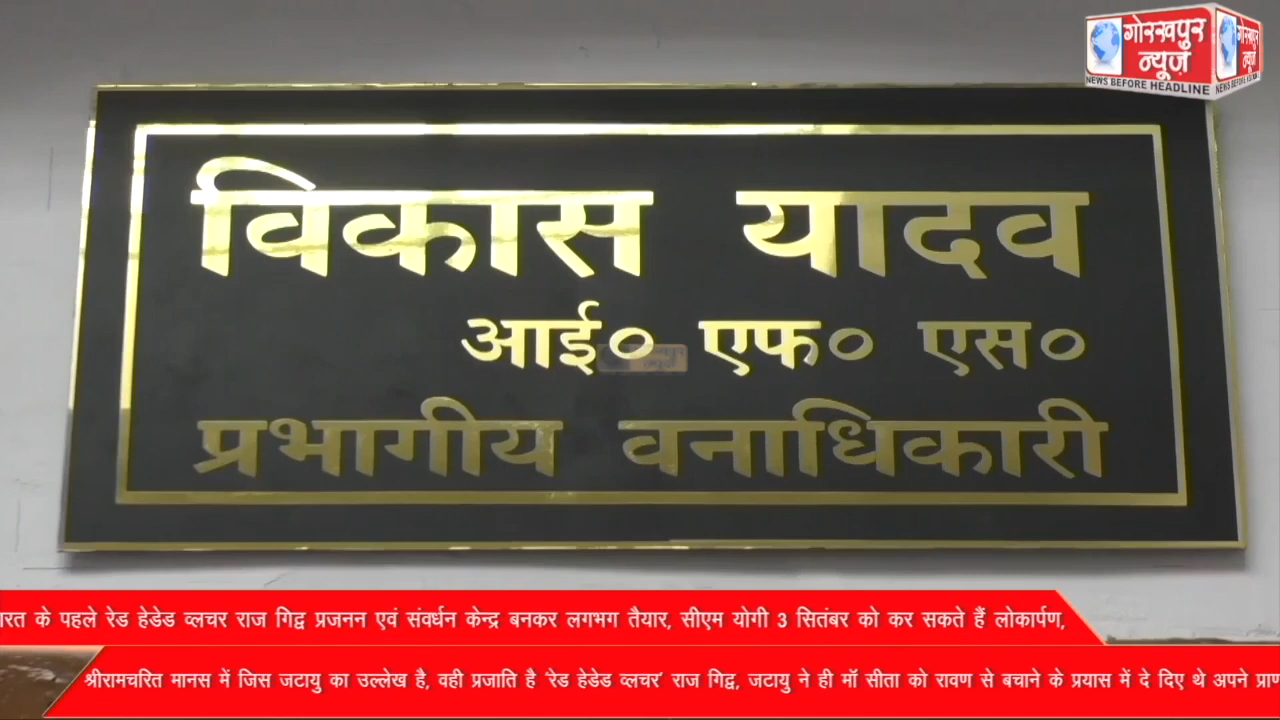 गोरखपुर
न्यूज़
NEWS BEFORE HEADLINE
विकास यादव
आई० एफ० एस०
प्रभागीय वनाधिकारी
के पहले रेड हेडेड व्लचर राज गिद्व प्रजनन एवं संवर्धन केन्द्र बनकर लगभग तैयार, सीएम योगी 3 सितंबर को कर सकते हैं लोकार्पण,
श्रीरामचरित मानस में जिस जटायु का उल्लेख है, वही प्रजाति है 'रेड हेडेड व्लचर' राज गिद्व, जटायु ने ही माॅ सीता को रावण से बचाने के प्रयास में दे दिए थे अपने